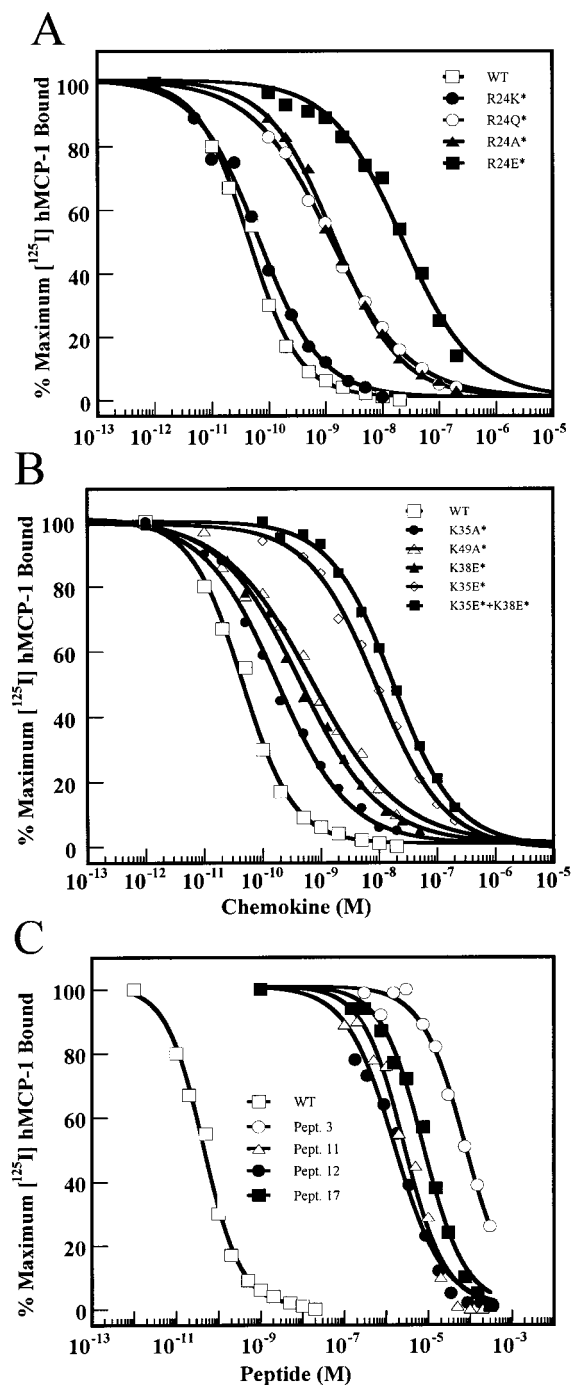 A
% Maximum [125I] hMCP-1 Bound
100
80
60
40
20
0
WT
R24K*
R24Q*
R24A*
R24E*
10-13 10-12 10-11 10-10 10-9 10-8 10-7 10-6 10-5
B
% Maximum [125I] hMCP-1 Bound
100
80
60
40
20
0
WT
K35A*
K49A*
K38E*
K35E*
K35E*+K38E*
10-13 10-12 10-11 10-10 10-9 10-8 10-7 10-6 10-5
Chemokine (M)
C
% Maximum [125I] hMCP-1 Bound
100
80
60
40
20
0
WT
Pept. 3
Pept. 11
Pept. 12
Pept. 17
10-13 10-11 10-9 10-7 10-5 10-3
Peptide (M)